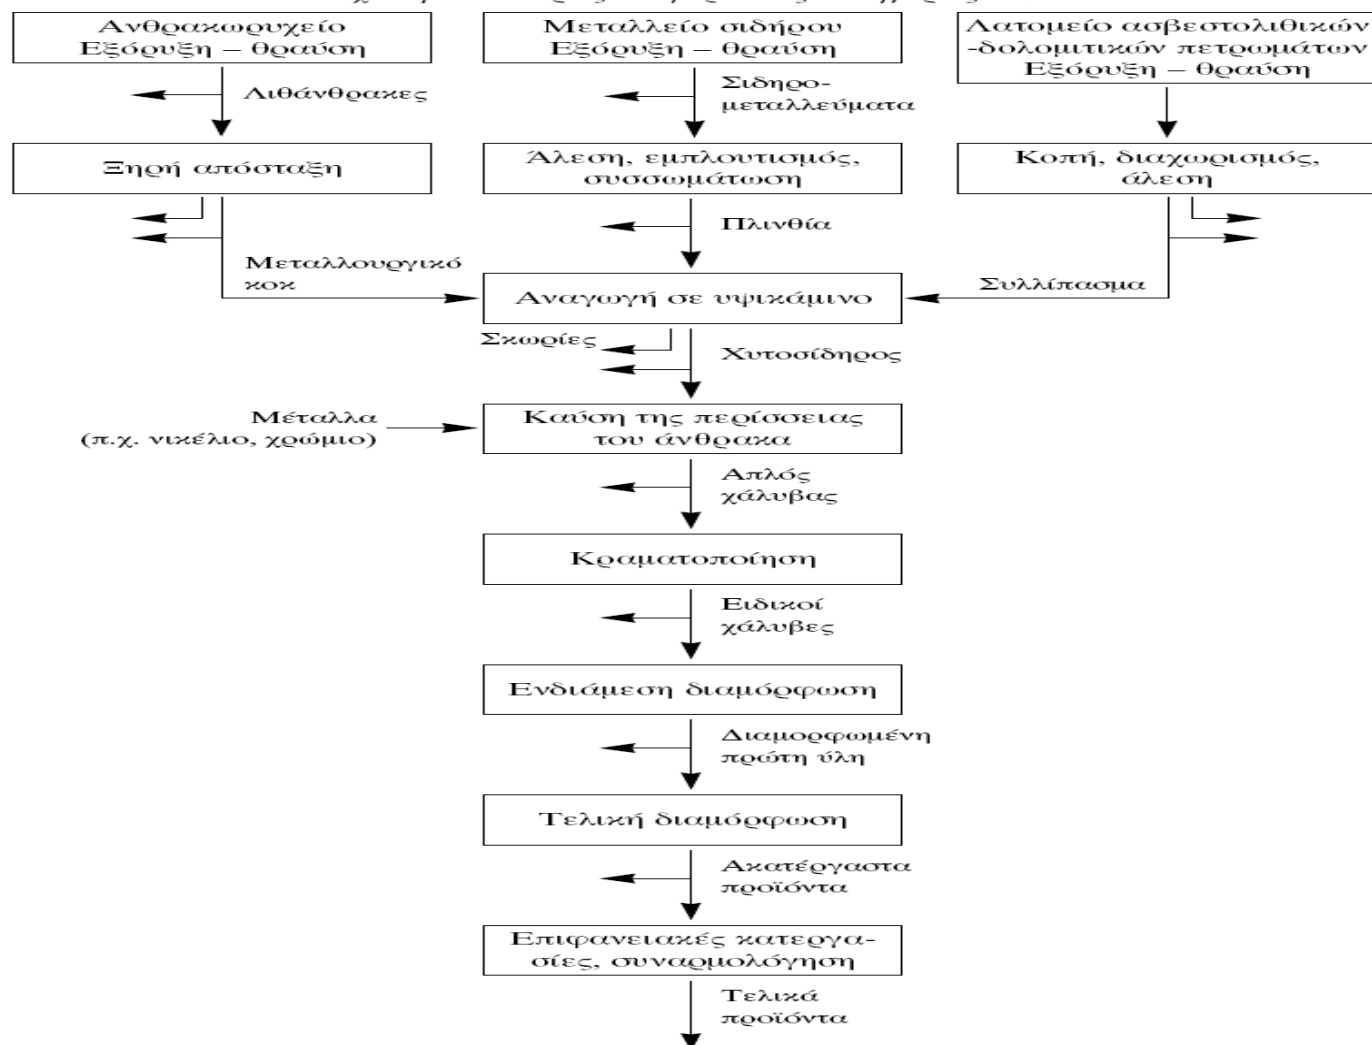 Ανθρακωρυχείο
Εξόρυξη – θραύση
Μεταλλείο σιδήρου
Εξόρυξη – θραύση
Λατομείο ασβεστολιθικών
-δολομιτικών πετρωμάτων
Εξόρυξη – θραύση
Λιθάνθρακες
Σιδηρο-
μεταλλεύματα
Ξηρή απόσταξη
Άλεση, εμπλουτισμός,
συσσωμάτωση
Κοπή, διαχωρισμός,
άλεση
Πλινθία
Μεταλλουργικό
κοκ
Συλλίπασμα
Αναγωγή σε υψικάμινο
Σκωρίες
Χυτοσίδηρος
Μέταλλα
(π.χ. νικέλιο, χρώμιο)
Καύση της περίσσειας
του άνθρακα
Απλός
χάλυβας
Κραματοποίηση
Ειδικοί
χάλυβες
Ενδιάμεση διαμόρφωση
Διαμορφωμένη
πρώτη ύλη
Τελική διαμόρφωση
Ακατέργαστα
προϊόντα
Επιφανειακές κατεργα-
σίες, συναρμολόγηση
Τελικά
προϊόντα